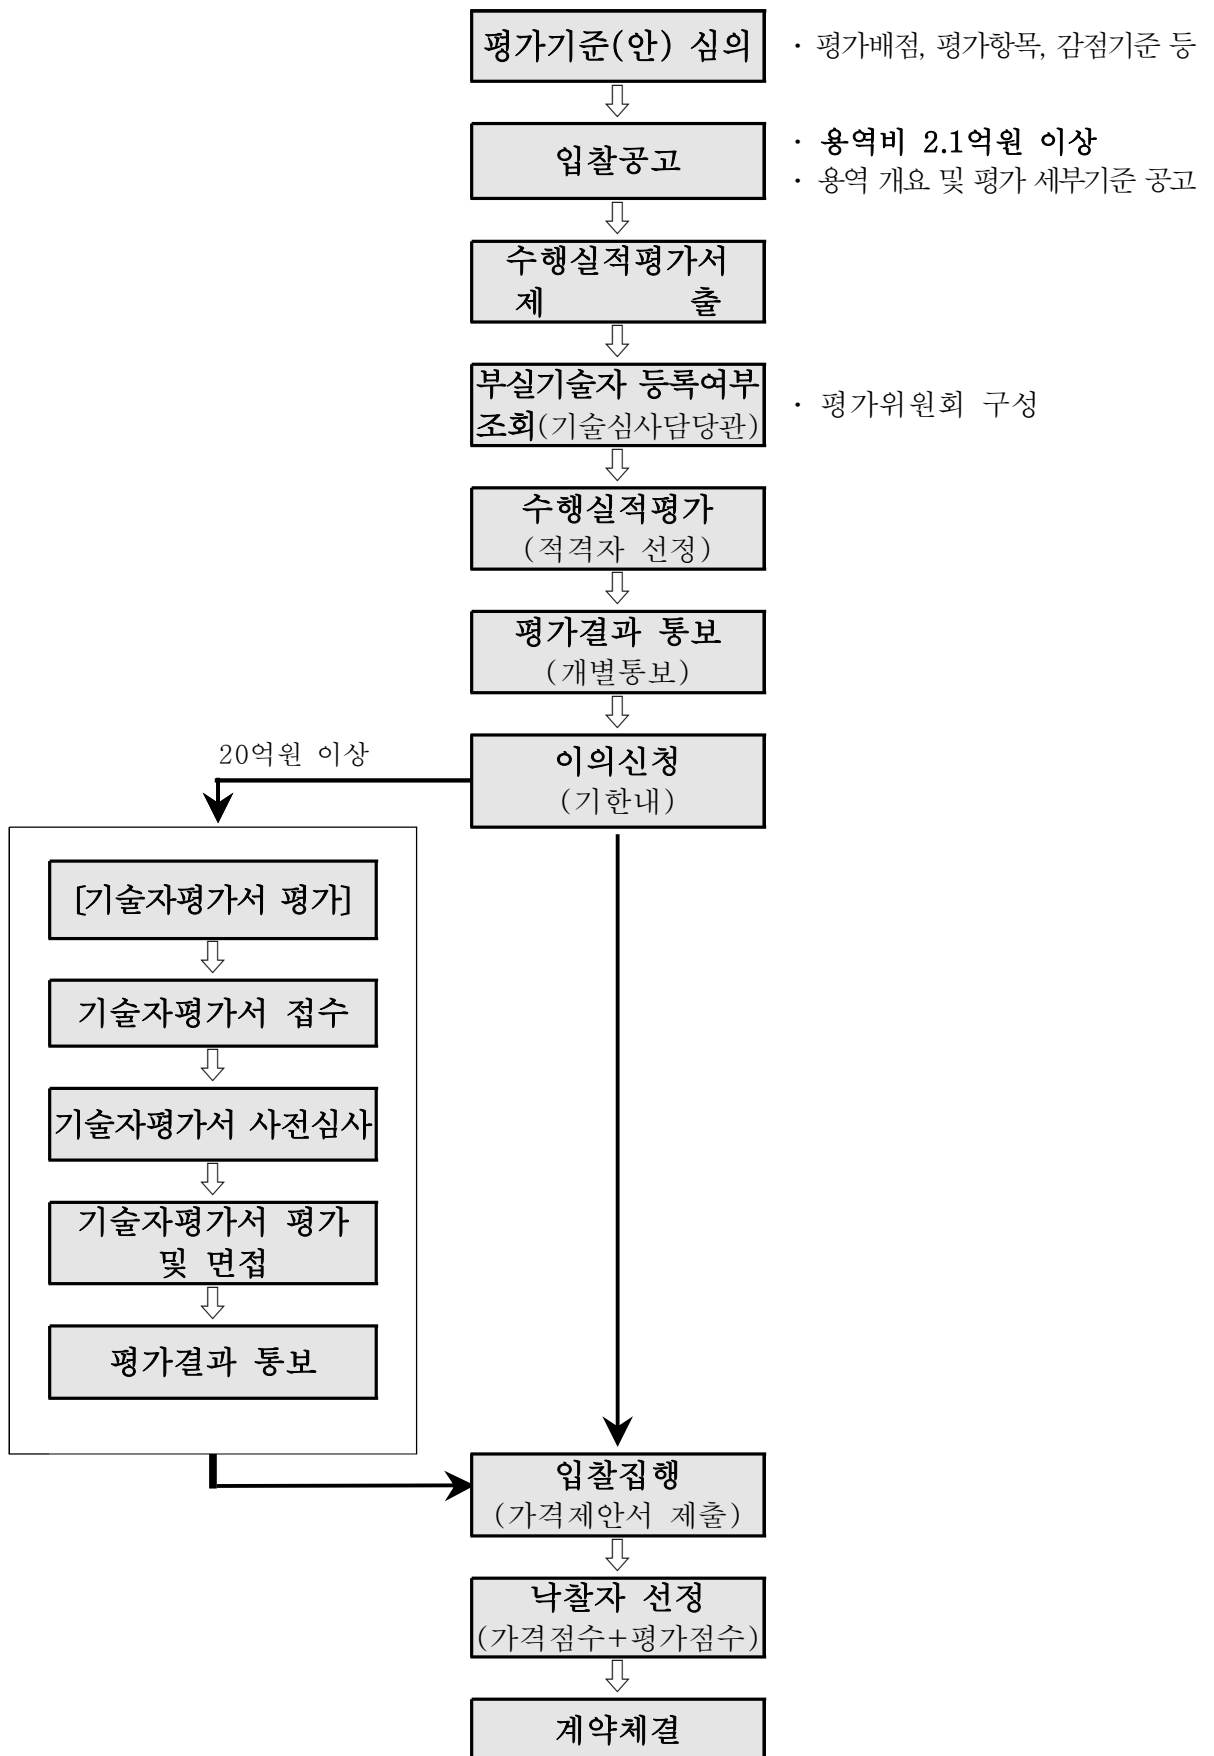 평가기준(안) 심의
· 평가배점, 평가항목, 감점기준 등
입찰공고
· 용역비 2.1억원 이상
· 용역 개요 및 평가 세부기준 공고
수행실적평가서
제 출
부실기술자 등록여부
조회(기술심사담당관)
· 평가위원회 구성
수행실적평가
(적격자 선정)
평가결과 통보
(개별통보)
이의신청
(기한내)
20억원 이상
[기술자평가서 평가]
기술자평가서 접수
기술자평가서 사전심사
기술자평가서 평가
및 면접
평가결과 통보
입찰집행
(가격제안서 제출)
낙찰자 선정
(가격점수+평가점수)
계약체결